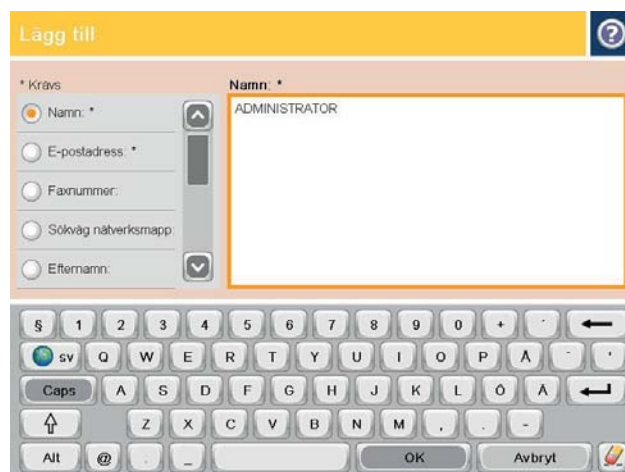 Lägg till
?
* Krävs
Namn: *
E-postadress: *
Faxnummer:
Sökväg nätverksmapp:
Efternamn:
Namn: *
ADMINISTRATOR
§ 1 2 3 4 5 6 7 8 9 0 + ´
sv Q W E R T Y U I O P Å ¨ '
Caps A S D F G H J K L Ö Ä
Z X C V B N M , . -
Alt @ . _ OK Avbryt